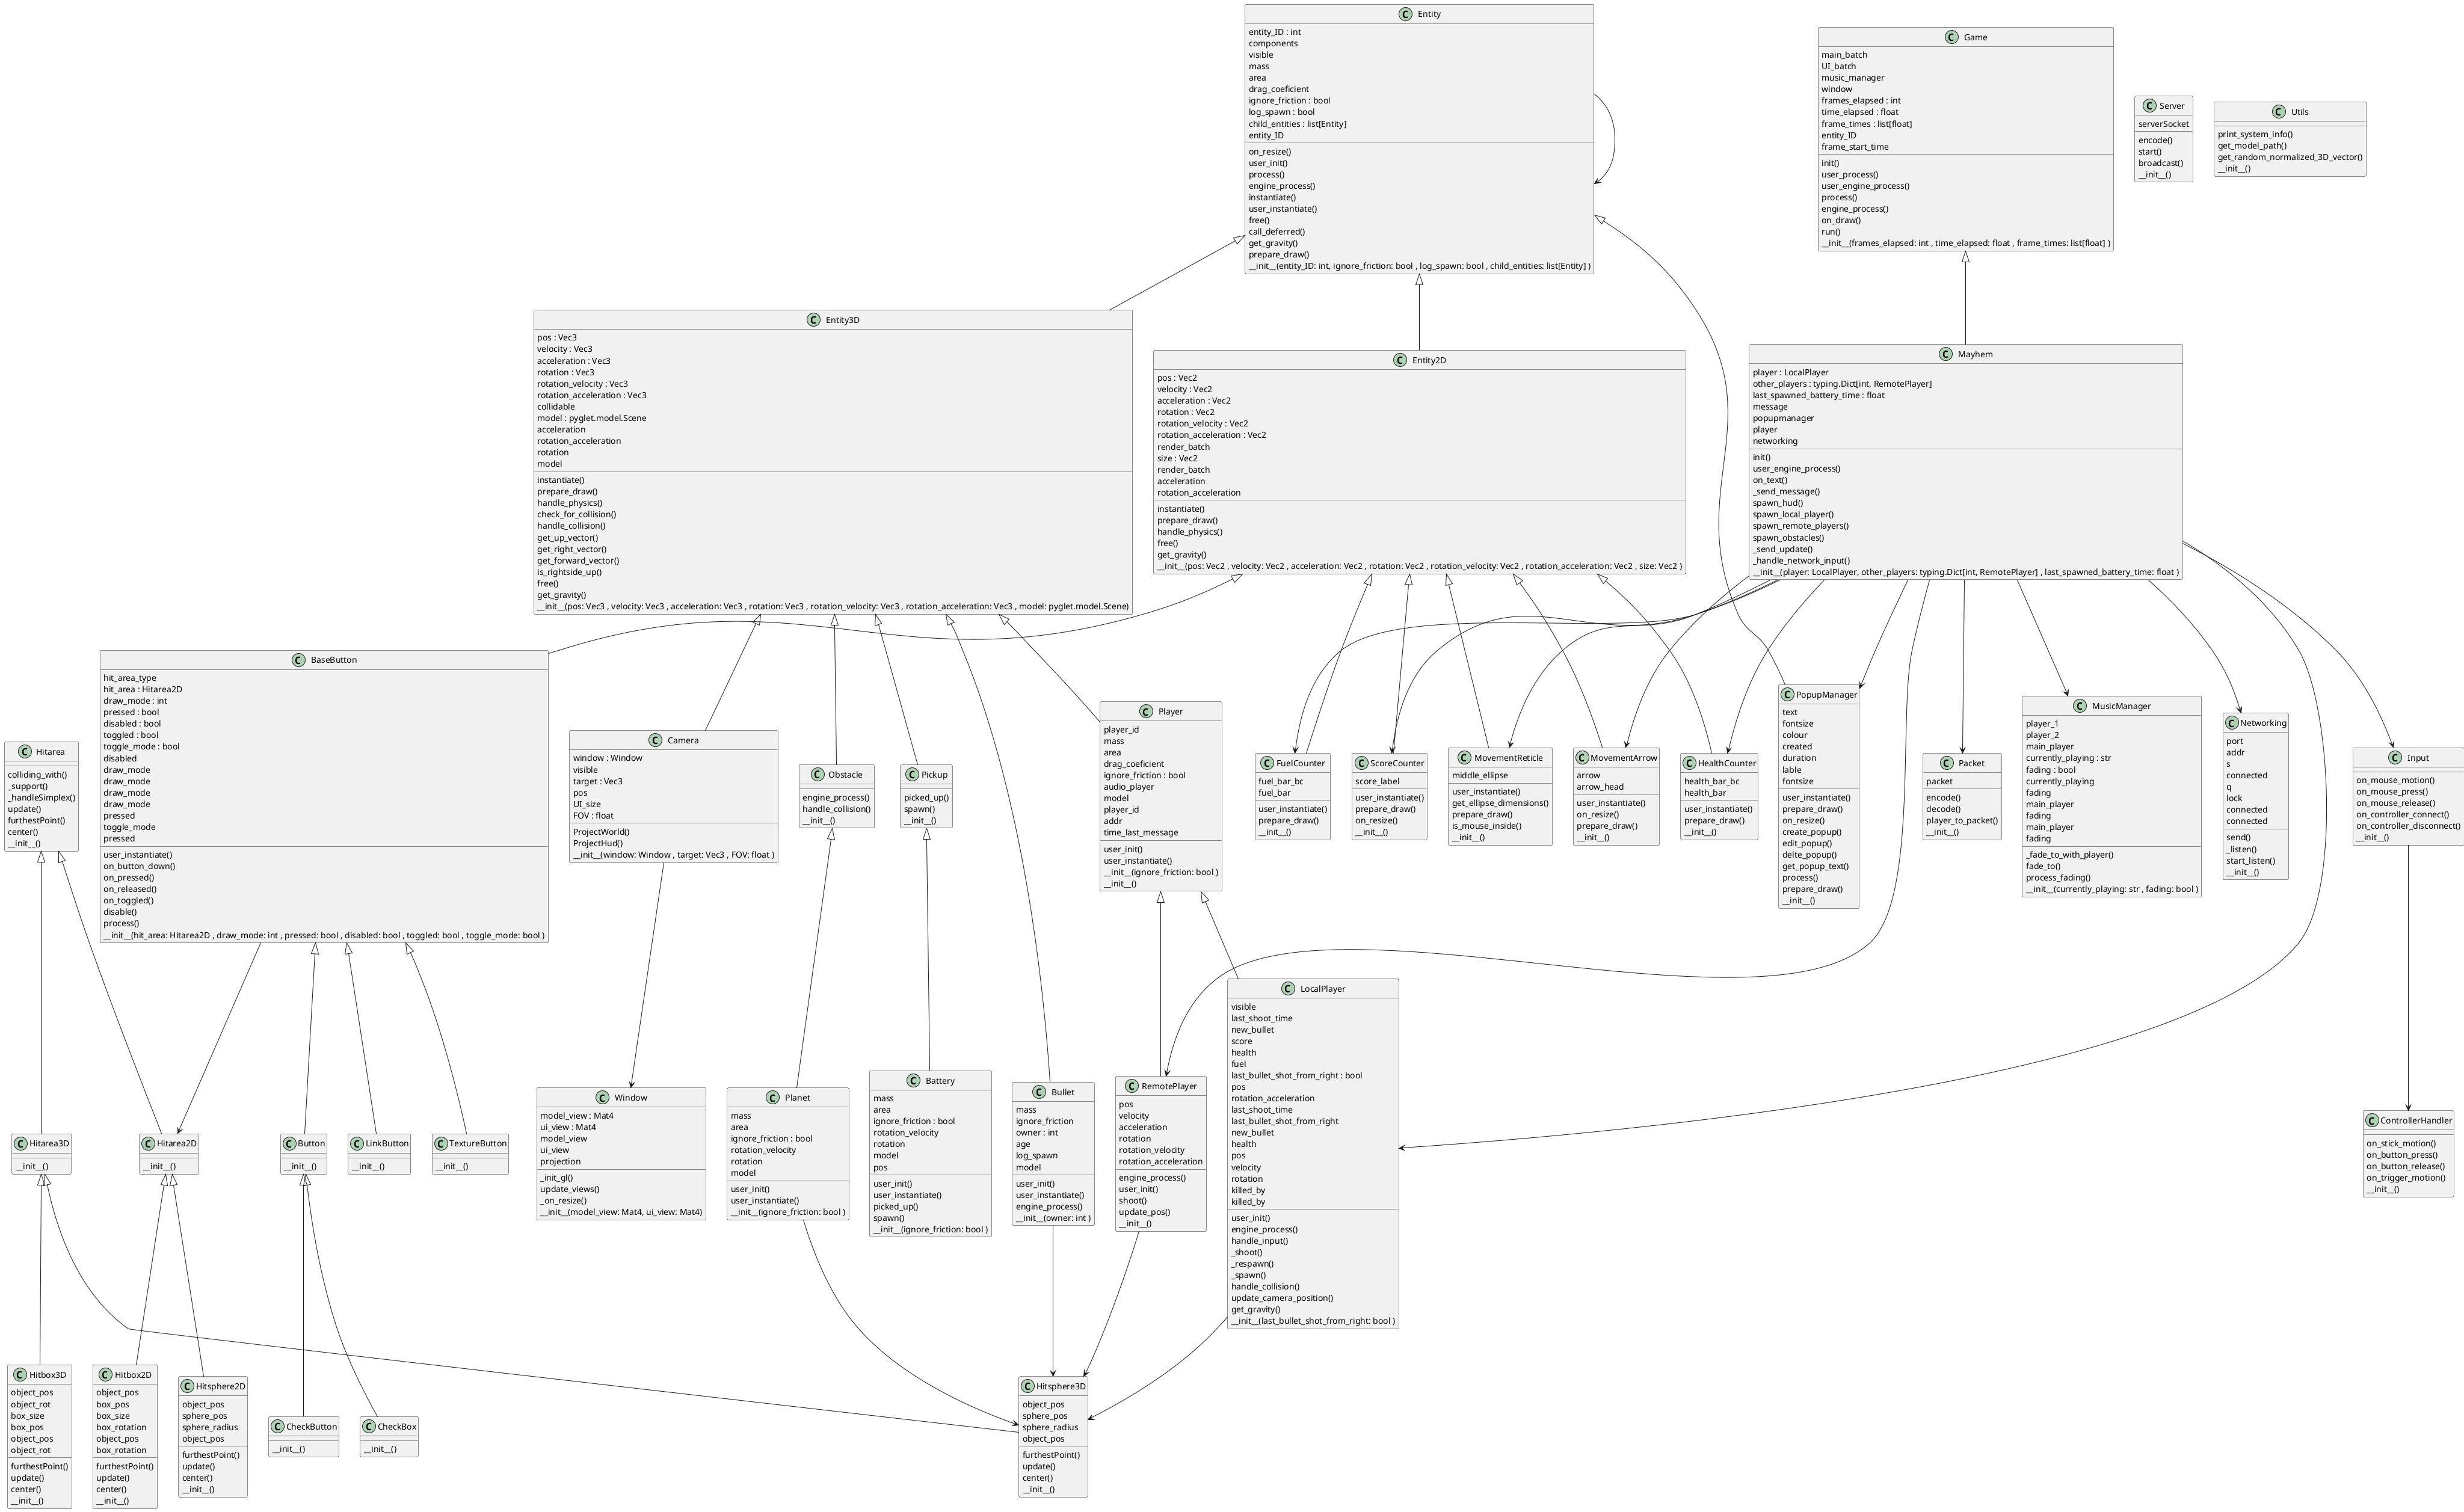 C Entity
entity_ID : int
components
visible
mass
area
drag_coeficient
ignore_friction : bool
log_spawn : bool
child_entities : list[Entity]
entity_ID
on_resize()
user_init()
process()
engine_process()
instantiate()
user_instantiate()
free()
call_deferred()
get_gravity()
prepare_draw()
__init__(entity_ID: int, ignore_friction: bool , log_spawn: bool , child_entities: list[Entity] )
C Game
main_batch
UI_batch
music_manager
window
frames_elapsed : int
time_elapsed : float
frame_times : list[float]
entity_ID
frame_start_time
init()
user_process()
user_engine_process()
process()
engine_process()
on_draw()
run()
__init__(frames_elapsed: int , time_elapsed: float , frame_times: list[float] )
C Server
serverSocket
encode()
start()
broadcast()
__init__()
C Utils
print_system_info()
get_model_path()
get_random_normalized_3D_vector()
__init__()
C Entity3D
pos : Vec3
velocity : Vec3
acceleration : Vec3
rotation : Vec3
rotation_velocity : Vec3
rotation_acceleration : Vec3
collidable
model : pyglet.model.Scene
acceleration
rotation_acceleration
rotation
model
instantiate()
prepare_draw()
handle_physics()
check_for_collision()
handle_collision()
get_up_vector()
get_right_vector()
get_forward_vector()
is_rightside_up()
free()
get_gravity()
__init__(pos: Vec3 , velocity: Vec3 , acceleration: Vec3 , rotation: Vec3 , rotation_velocity: Vec3 , rotation_acceleration: Vec3 , model: pyglet.model.Scene)
C Entity2D
pos : Vec2
velocity : Vec2
acceleration : Vec2
rotation : Vec2
rotation_velocity : Vec2
rotation_acceleration : Vec2
render_batch
size : Vec2
render_batch
acceleration
rotation_acceleration
instantiate()
prepare_draw()
handle_physics()
free()
get_gravity()
__init__(pos: Vec2 , velocity: Vec2 , acceleration: Vec2 , rotation: Vec2 , rotation_velocity: Vec2 , rotation_acceleration: Vec2 , size: Vec2 )
C Mayhem
player : LocalPlayer
other_players : typing.Dict[int, RemotePlayer]
last_spawned_battery_time : float
message
popupmanager
player
networking
init()
user_engine_process()
on_text()
_send_message()
spawn_hud()
spawn_local_player()
spawn_remote_players()
spawn_obstacles()
_send_update()
_handle_network_input()
__init__(player: LocalPlayer, other_players: typing.Dict[int, RemotePlayer] , last_spawned_battery_time: float )
C Hitarea
colliding_with()
_support()
_handleSimplex()
update()
furthestPoint()
center()
__init__()
C BaseButton
hit_area_type
hit_area : Hitarea2D
draw_mode : int
pressed : bool
disabled : bool
toggled : bool
toggle_mode : bool
disabled
draw_mode
draw_mode
draw_mode
draw_mode
pressed
toggle_mode
pressed
user_instantiate()
on_button_down()
on_pressed()
on_released()
on_toggled()
disable()
process()
__init__(hit_area: Hitarea2D , draw_mode: int , pressed: bool , disabled: bool , toggled: bool , toggle_mode: bool )
C Camera
window : Window
visible
target : Vec3
pos
UI_size
FOV : float
ProjectWorld()
ProjectHud()
__init__(window: Window , target: Vec3 , FOV: float )
C Obstacle
engine_process()
handle_collision()
__init__()
C Pickup
picked_up()
spawn()
__init__()
C Player
player_id
mass
area
drag_coeficient
ignore_friction : bool
audio_player
model
player_id
addr
time_last_message
user_init()
user_instantiate()
__init__(ignore_friction: bool )
__init__()
C FuelCounter
fuel_bar_bc
fuel_bar
user_instantiate()
prepare_draw()
__init__()
C ScoreCounter
score_label
user_instantiate()
prepare_draw()
on_resize()
__init__()
C MovementReticle
middle_ellipse
user_instantiate()
get_ellipse_dimensions()
prepare_draw()
is_mouse_inside()
__init__()
C MovementArrow
arrow
arrow_head
user_instantiate()
on_resize()
prepare_draw()
__init__()
C HealthCounter
health_bar_bc
health_bar
user_instantiate()
prepare_draw()
__init__()
C PopupManager
text
fontsize
colour
created
duration
lable
fontsize
user_instantiate()
prepare_draw()
on_resize()
create_popup()
edit_popup()
delte_popup()
get_popup_text()
process()
prepare_draw()
__init__()
C Packet
packet
encode()
decode()
player_to_packet()
__init__()
C MusicManager
player_1
player_2
main_player
currently_playing : str
fading : bool
currently_playing
fading
main_player
fading
main_player
fading
_fade_to_with_player()
fade_to()
process_fading()
__init__(currently_playing: str , fading: bool )
C Networking
port
addr
s
connected
q
lock
connected
connected
send()
_listen()
start_listen()
__init__()
C Input
on_mouse_motion()
on_mouse_press()
on_mouse_release()
on_controller_connect()
on_controller_disconnect()
__init__()
C Hitarea3D
__init__()
C Hitarea2D
__init__()
C Button
__init__()
C LinkButton
__init__()
C TextureButton
__init__()
C Window
model_view : Mat4
ui_view : Mat4
model_view
ui_view
projection
_init_gl()
update_views()
_on_resize()
__init__(model_view: Mat4, ui_view: Mat4)
C Planet
mass
area
ignore_friction : bool
rotation_velocity
rotation
model
user_init()
user_instantiate()
__init__(ignore_friction: bool )
C Battery
mass
area
ignore_friction : bool
rotation_velocity
rotation
model
pos
user_init()
user_instantiate()
picked_up()
spawn()
__init__(ignore_friction: bool )
C Bullet
mass
ignore_friction
owner : int
age
log_spawn
model
user_init()
user_instantiate()
engine_process()
__init__(owner: int )
C RemotePlayer
pos
velocity
acceleration
rotation
rotation_velocity
rotation_acceleration
engine_process()
user_init()
shoot()
update_pos()
__init__()
C LocalPlayer
visible
last_shoot_time
new_bullet
score
health
fuel
last_bullet_shot_from_right : bool
pos
rotation_acceleration
last_shoot_time
last_bullet_shot_from_right
new_bullet
health
pos
velocity
rotation
killed_by
killed_by
user_init()
engine_process()
handle_input()
_shoot()
_respawn()
_spawn()
handle_collision()
update_camera_position()
get_gravity()
__init__(last_bullet_shot_from_right: bool )
C ControllerHandler
on_stick_motion()
on_button_press()
on_button_release()
on_trigger_motion()
__init__()
C Hitbox3D
object_pos
object_rot
box_size
box_pos
object_pos
object_rot
furthestPoint()
update()
center()
__init__()
C Hitbox2D
object_pos
box_pos
box_size
box_rotation
object_pos
box_rotation
furthestPoint()
update()
center()
__init__()
C Hitsphere2D
object_pos
sphere_pos
sphere_radius
object_pos
furthestPoint()
update()
center()
__init__()
C CheckButton
__init__()
C CheckBox
__init__()
C Hitsphere3D
object_pos
sphere_pos
sphere_radius
object_pos
furthestPoint()
update()
center()
__init__()